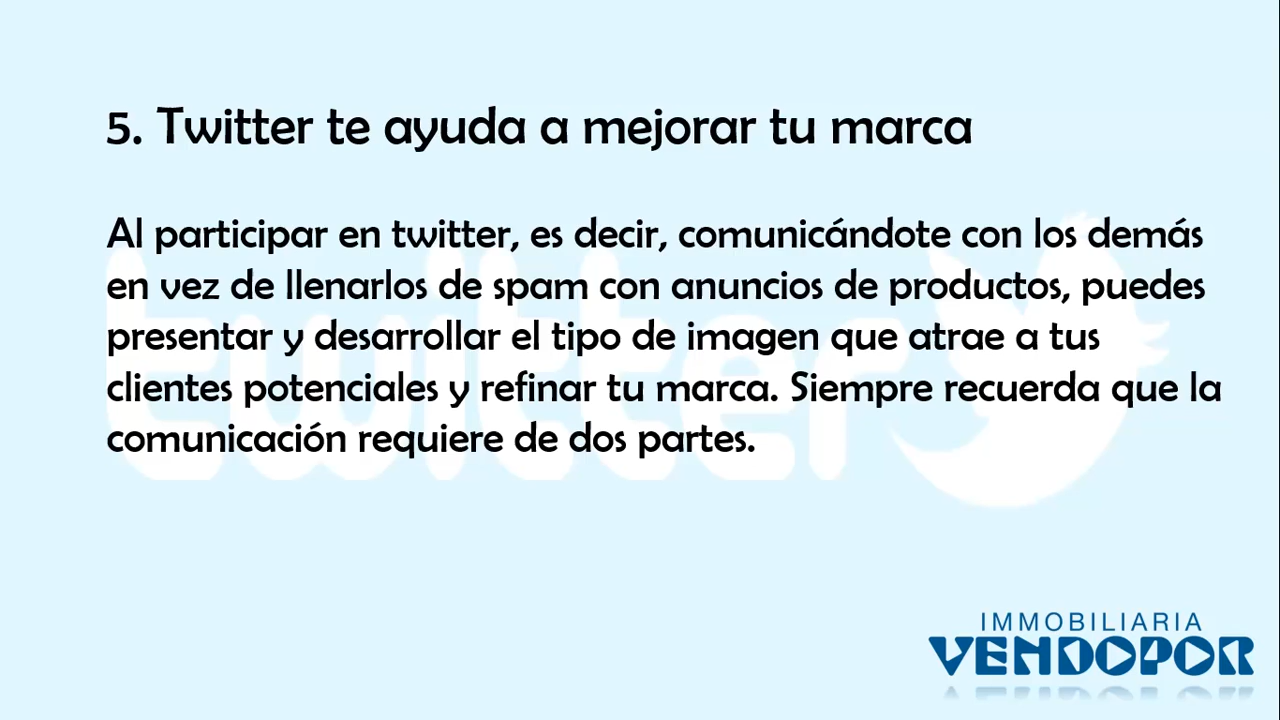 5. Twitter te ayuda a mejorar tu marca
Al participar en twitter, es decir, comunicándote con los demás
en vez de llenarlos de spam con anuncios de productos, puedes
presentar y desarrollar el tipo de imagen que atrae a tus
clientes potenciales y refinar tu marca. Siempre recuerda que la
comunicación requiere de dos partes.
twitter
IMMOBILIARIA
VENDOPOR